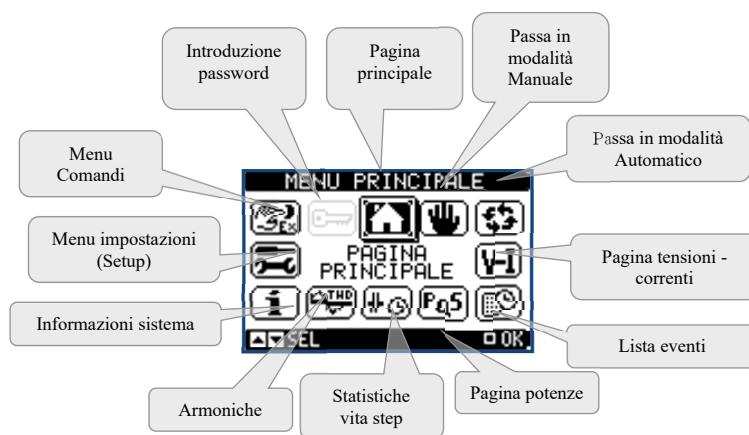 Introduzione
password
Pagina
principale
Passa in
modalità
Manuale
Menu
Comandi
Passa in modalità
Automatico
MENU PRINCIPALE
Ex
Menu impostazioni
(Setup)
PAGINA
PRINCIPALE
V-I
Pagina tensioni -
correnti
Informazioni sistema
i
THD
PQS
SEL
OK
Lista eventi
Armoniche
Statistiche
vita step
Pagina potenze